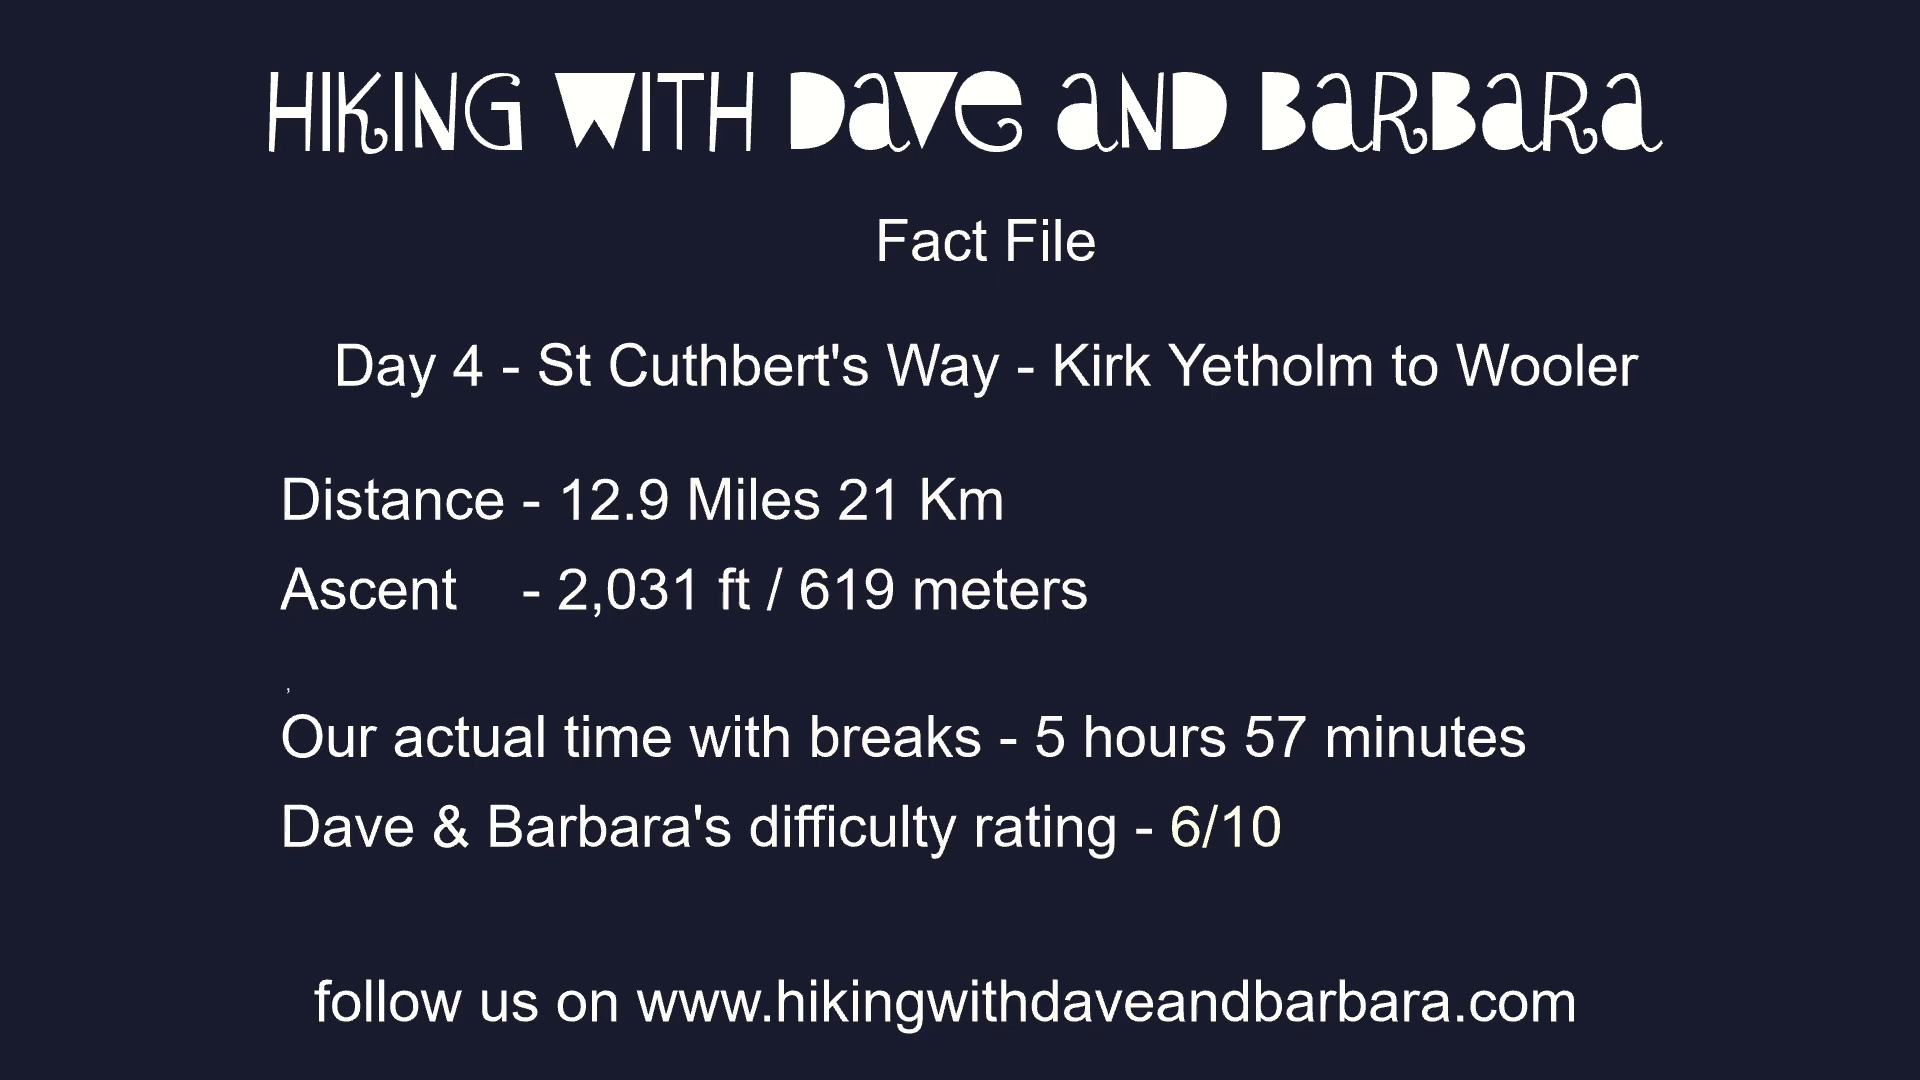 HIKING WITH DaVe aND BaRBaRa
Fact File
Day 4 - St Cuthbert's Way - Kirk Yetholm to Wooler
Distance - 12.9 Miles 21 Km
Ascent - 2,031 ft / 619 meters
,
Our actual time with breaks - 5 hours 57 minutes
Dave & Barbara's difficulty rating - 6/10
follow us on www.hikingwithdaveandbarbara.com